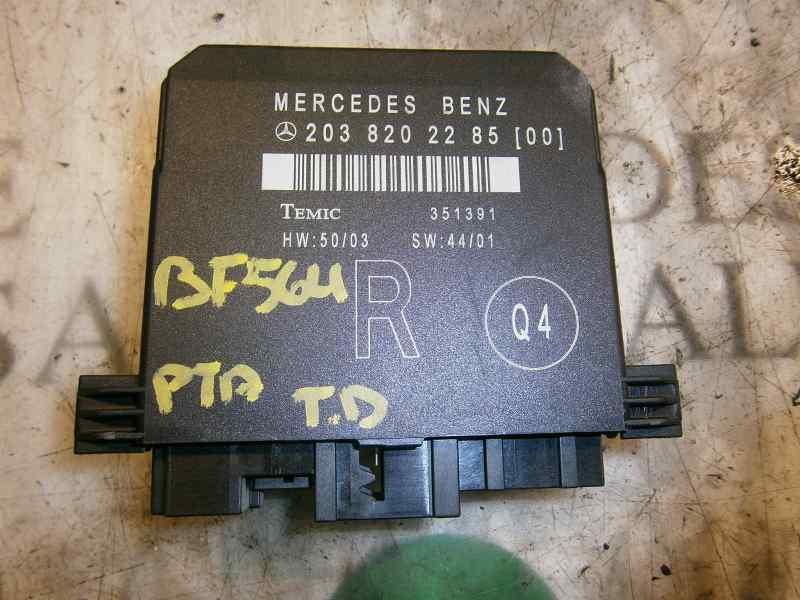 MERCEDES BENZ
203 820 22 85 [00]
TEMIC 351391
HW:50/03 SW:44/01
BF564
R
Q4
PTA
T.D